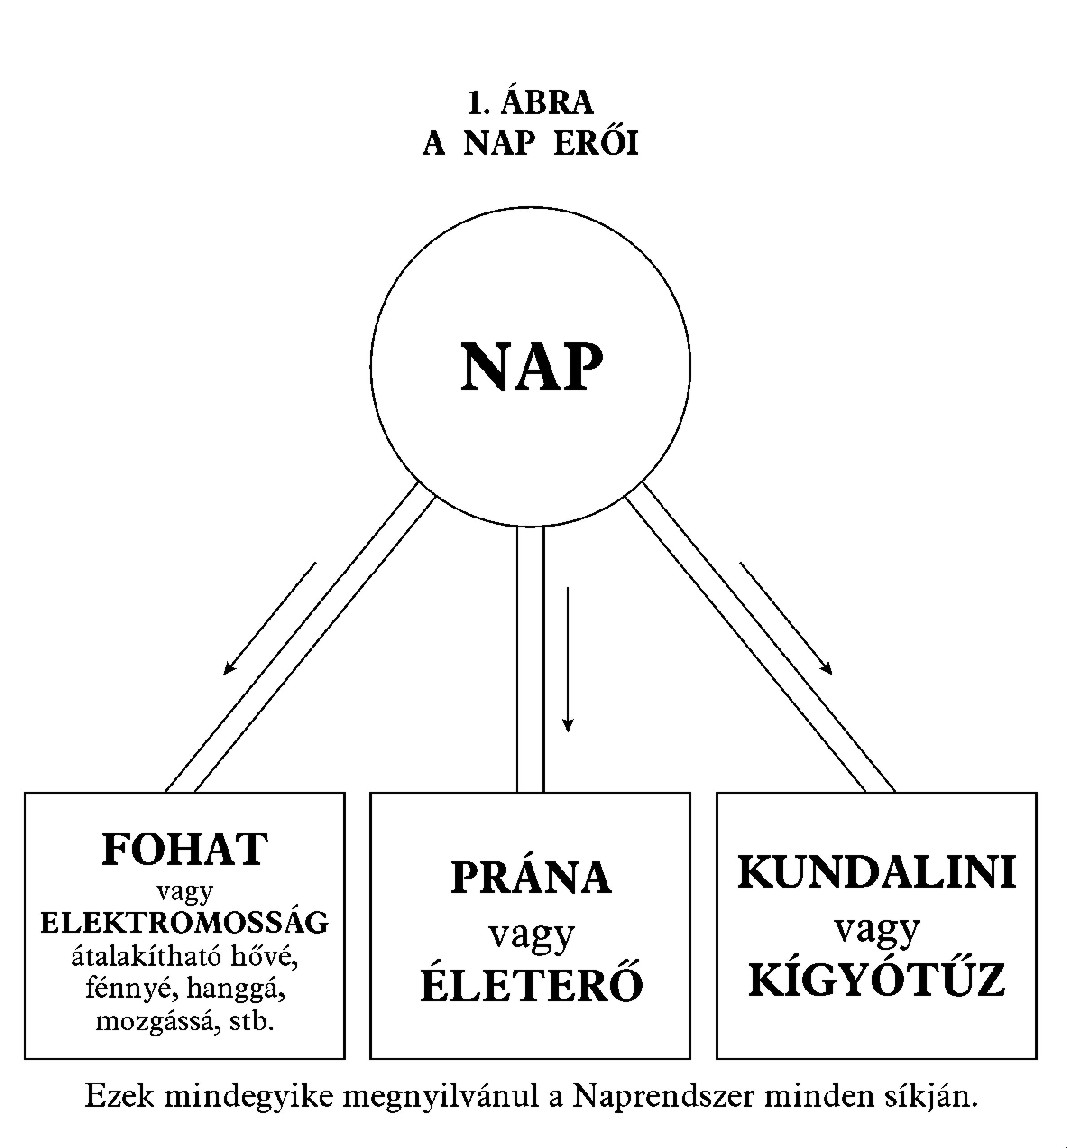 1. ÁBRA
A NAP ERŐI
NAP
FOHAT
vagy
ELEKTROMOSSÁG
átalakítható hővé,
fénnyé, hanggá,
mozgássá, stb.
PRÁNA
vagy
ÉLETERŐ
KUNDALINI
vagy
KÍGYÓTŰZ
Ezek mindegyike megnyilvánul a Naprendszer minden síkján.